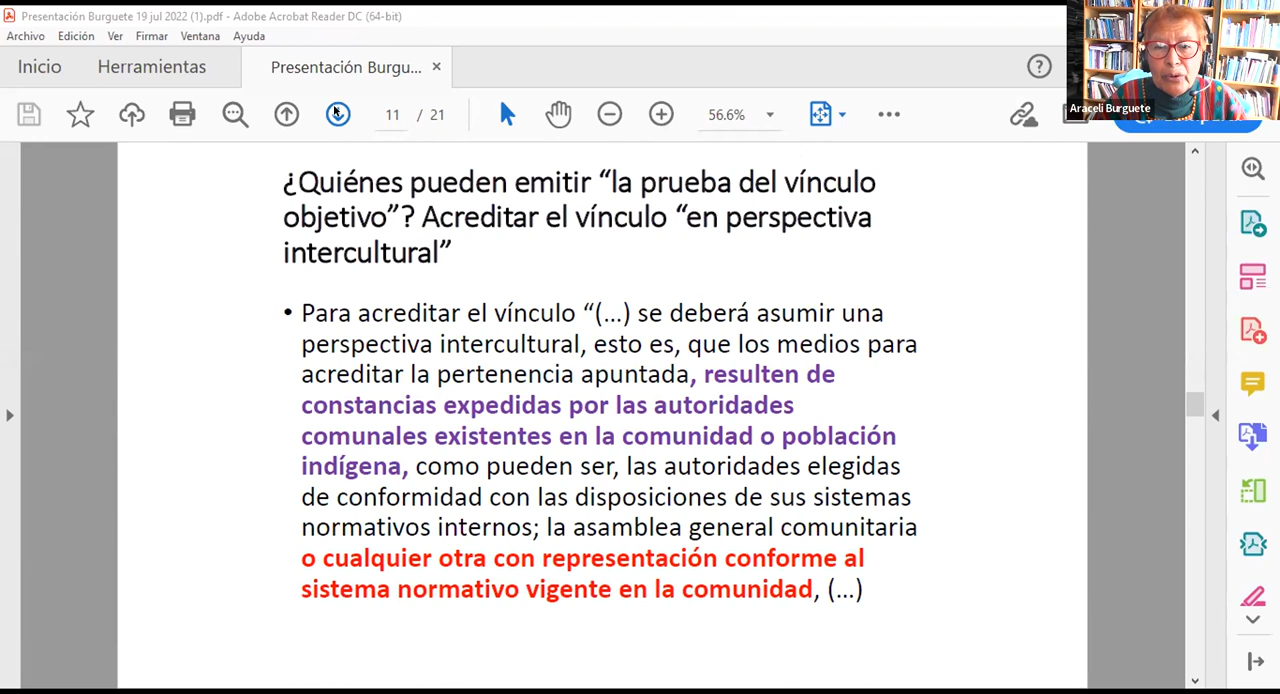 Presentación Burguete 19 jul 2022 (1).pdf - Adobe Acrobat Reader DC (64-bit)
Archivo Edición Ver Firmar Ventana Ayuda
Inicio Herramientas Presentación Burgu... ×
11 / 21 56.6%
Araceli Burguete
¿Quiénes pueden emitir “la prueba del vínculo
objetivo”? Acreditar el vínculo “en perspectiva
intercultural”
• Para acreditar el vínculo “(...) se deberá asumir una
perspectiva intercultural, esto es, que los medios para
acreditar la pertenencia apuntada, resulten de
constancias expedidas por las autoridades
comunales existentes en la comunidad o población
indígena, como pueden ser, las autoridades elegidas
de conformidad con las disposiciones de sus sistemas
normativos internos; la asamblea general comunitaria
o cualquier otra con representación conforme al
sistema normativo vigente en la comunidad, (...)